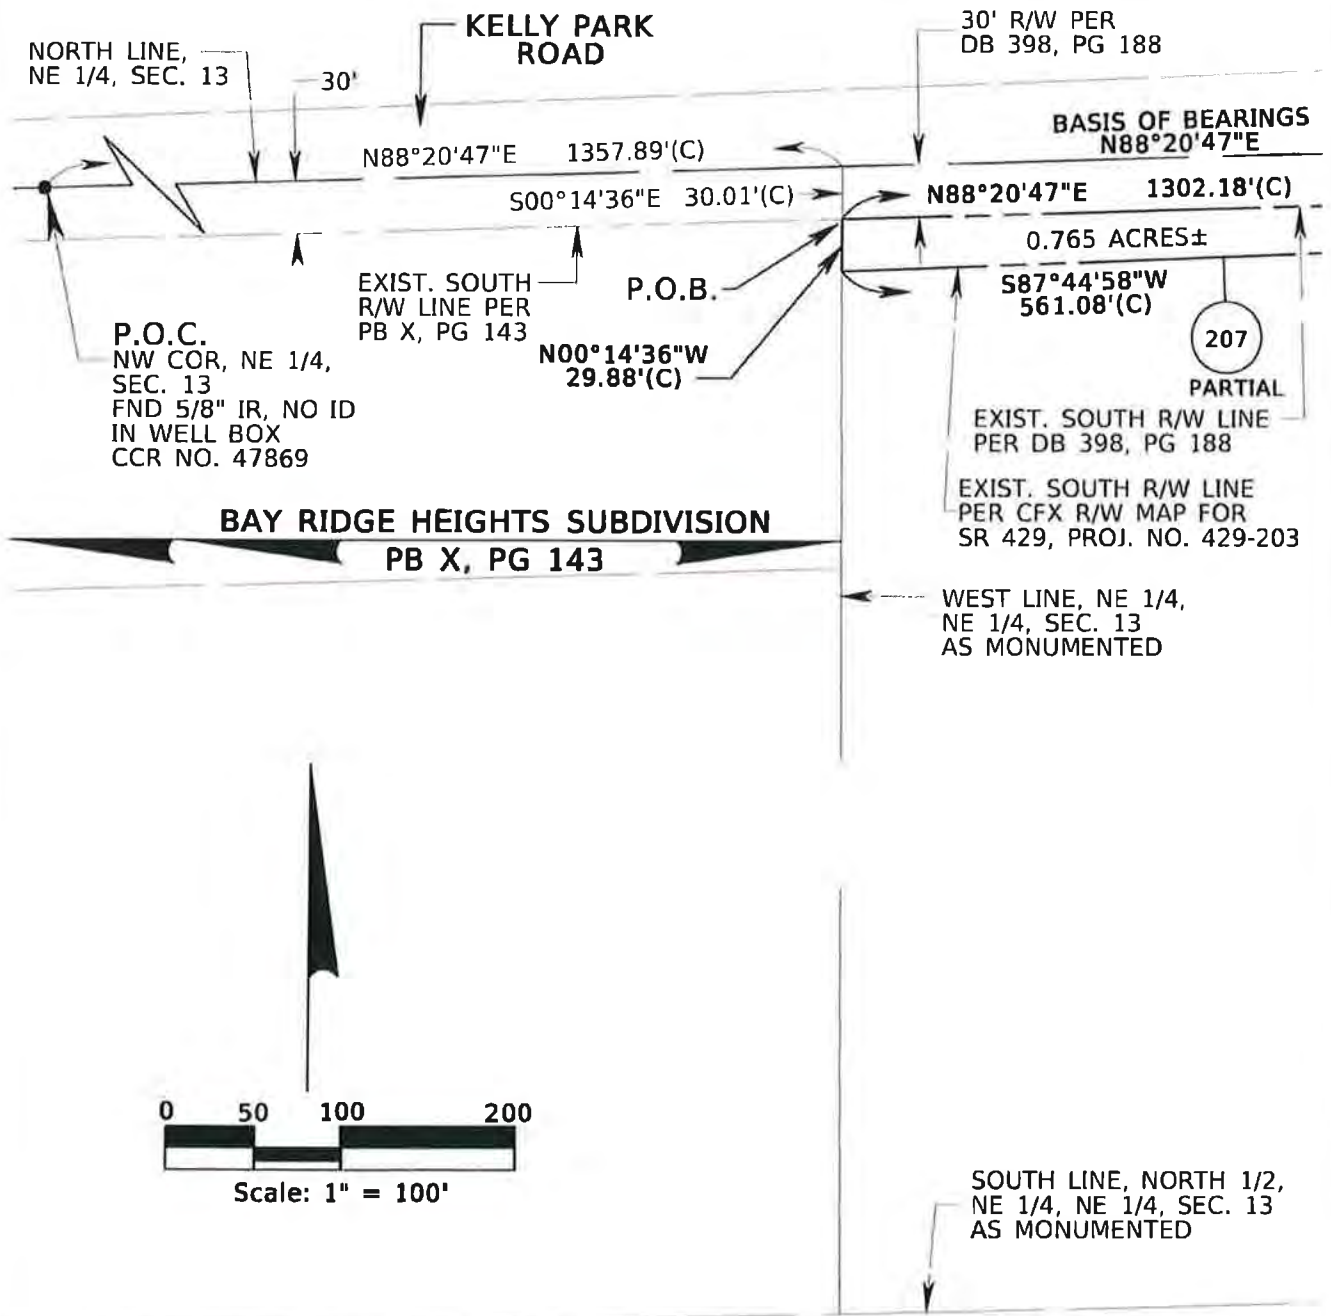 KELLY PARK
ROAD
30' R/W PER
DB 398, PG 188
NORTH LINE,
NE 1/4, SEC. 13
30'
BASIS OF BEARINGS
N88°20'47"E
N88°20'47"E 1357.89'(C)
S00°14'36"E 30.01'(C)
N88°20'47"E 1302.18'(C)
0.765 ACRES±
EXIST. SOUTH
R/W LINE PER
PB X, PG 143
P.O.B.
S87°44'58"W
561.08'(C)
207
PARTIAL
P.O.C.
NW COR, NE 1/4,
SEC. 13
FND 5/8" IR, NO ID
IN WELL BOX
CCR NO. 47869
N00°14'36"W
29.88'(C)
EXIST. SOUTH R/W LINE
PER DB 398, PG 188
EXIST. SOUTH R/W LINE
PER CFX R/W MAP FOR
SR 429, PROJ. NO. 429-203
BAY RIDGE HEIGHTS SUBDIVISION
PB X, PG 143
WEST LINE, NE 1/4,
NE 1/4, SEC. 13
AS MONUMENTED
0 50 100 200
Scale: 1" = 100'
SOUTH LINE, NORTH 1/2,
NE 1/4, NE 1/4, SEC. 13
AS MONUMENTED